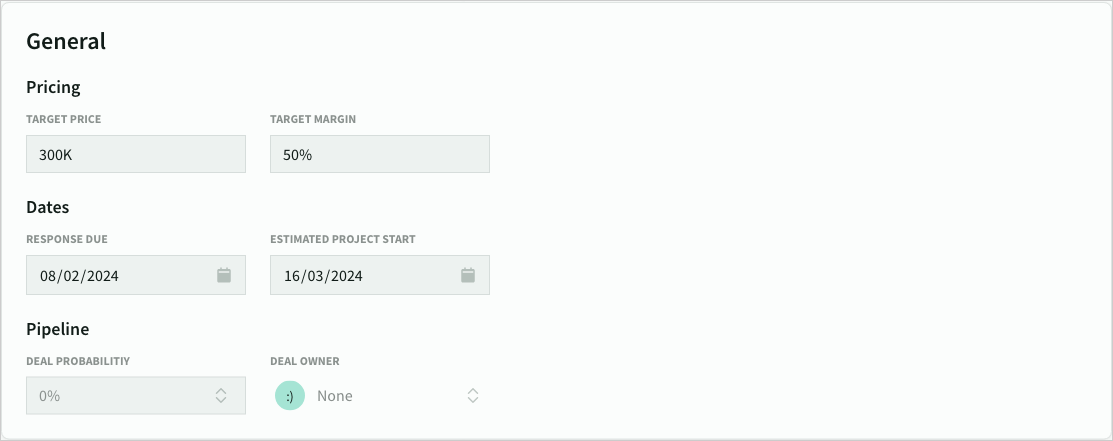 General
Pricing
TARGET PRICE TARGET MARGIN
300K 50%
Dates
RESPONSE DUE ESTIMATED PROJECT START
08/02/2024 16/03/2024
Pipeline
DEAL PROBABILITIY DEAL OWNER
0% :) None